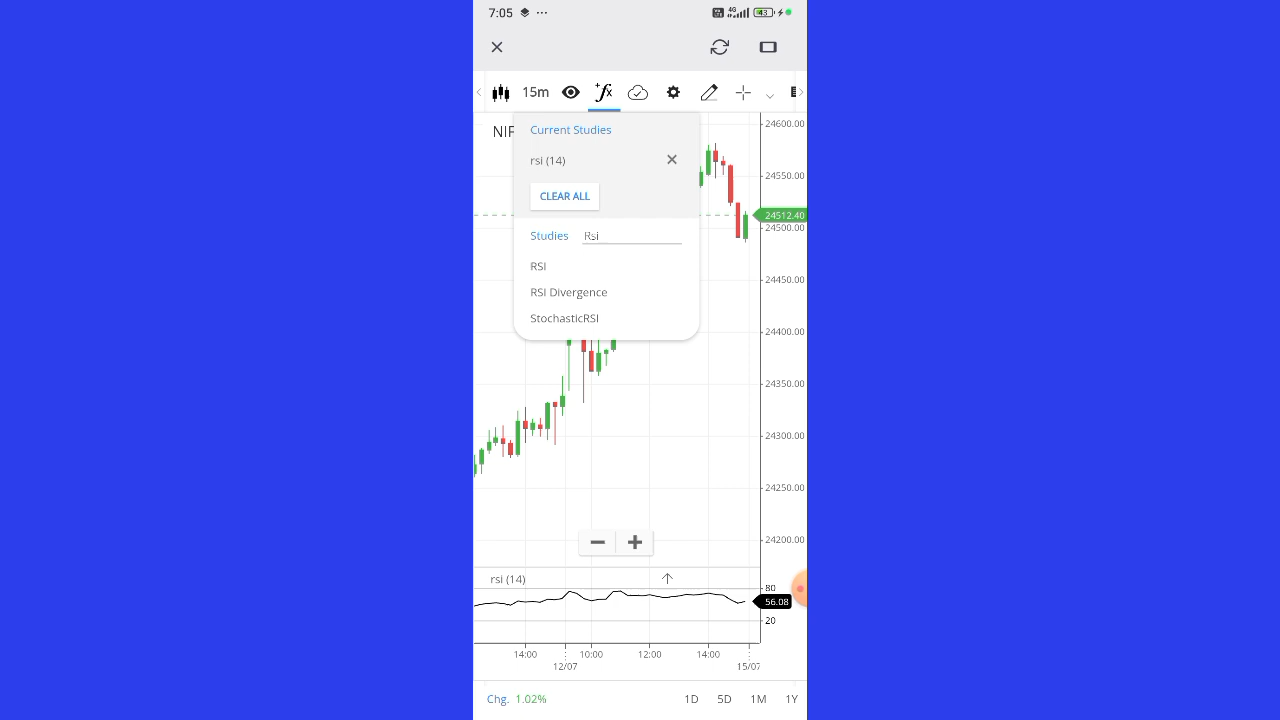 7:05
4G
43
15m
fx
NIF
Current Studies
rsi (14)
CLEAR ALL
Studies Rsi
RSI
RSI Divergence
StochasticRSI
24600.00
24550.00
24512.40
24500.00
24450.00
24400.00
24350.00
24300.00
24250.00
24200.00
rsi (14)
80
56.08
20
14:00 10:00 12:00 14:00
12/07 15/07
Chg. 1.02% 1D 5D 1M 1Y